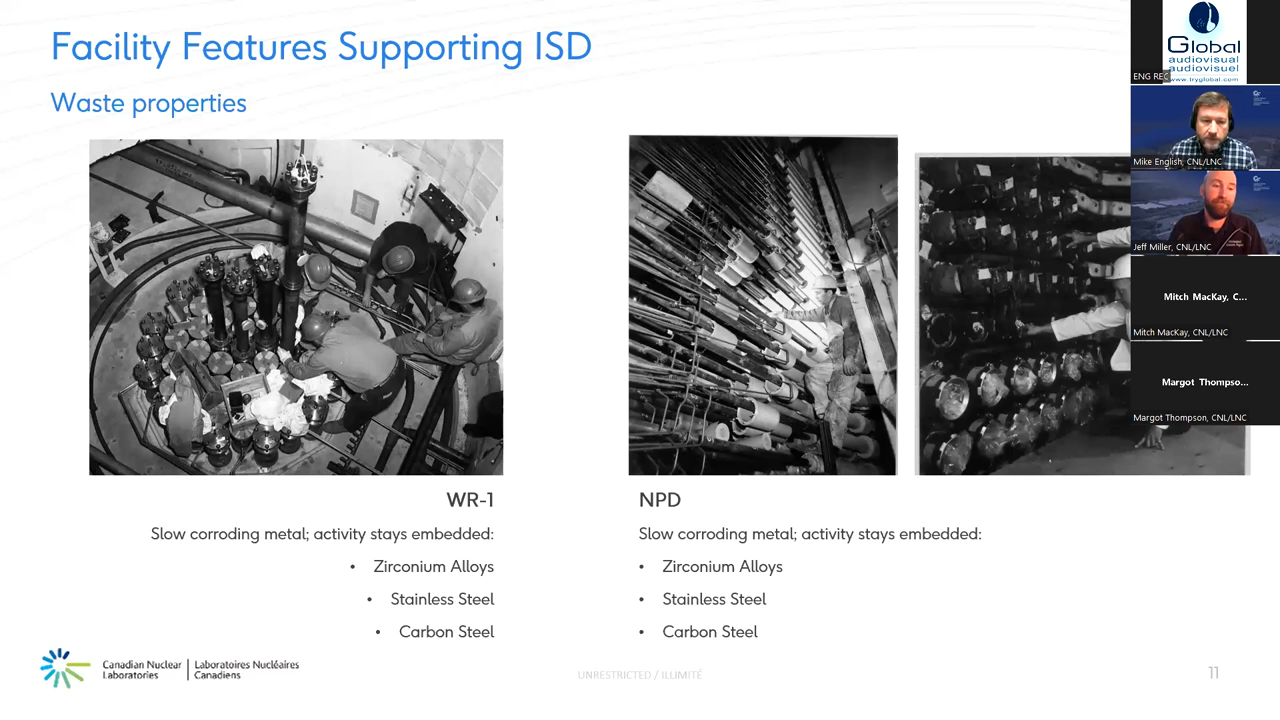 Facility Features Supporting ISD
Waste properties
WR-1
Slow corroding metal; activity stays embedded:
• Zirconium Alloys
• Stainless Steel
• Carbon Steel
NPD
Slow corroding metal; activity stays embedded:
• Zirconium Alloys
• Stainless Steel
• Carbon Steel
Canadian Nuclear
Laboratories
Laboratoires Nucléaires
Canadiens
UNRESTRICTED / ILLIMITÉ
11
Global
audiovisual
audiovisuel
www.tryglobal.com
ENG REC
Mike English, CNL/LNC
Jeff Miller, CNL/LNC
Mitch MacKay, C...
Mitch MacKay, CNL/LNC
Margot Thompso...
Margot Thompson, CNL/LNC